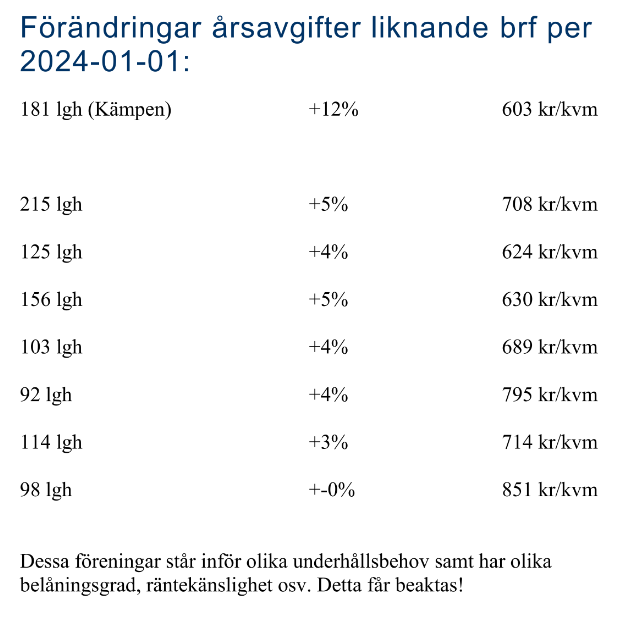 Förändringar årsavgifter liknande brf per
2024-01-01:
181 lgh (Kämpen) +12% 603 kr/kvm
215 lgh +5% 708 kr/kvm
125 lgh +4% 624 kr/kvm
156 lgh +5% 630 kr/kvm
103 lgh +4% 689 kr/kvm
92 lgh +4% 795 kr/kvm
114 lgh +3% 714 kr/kvm
98 lgh +-0% 851 kr/kvm
Dessa föreningar står inför olika underhållsbehov samt har olika
belåningsgrad, räntekänslighet osv. Detta får beaktas!